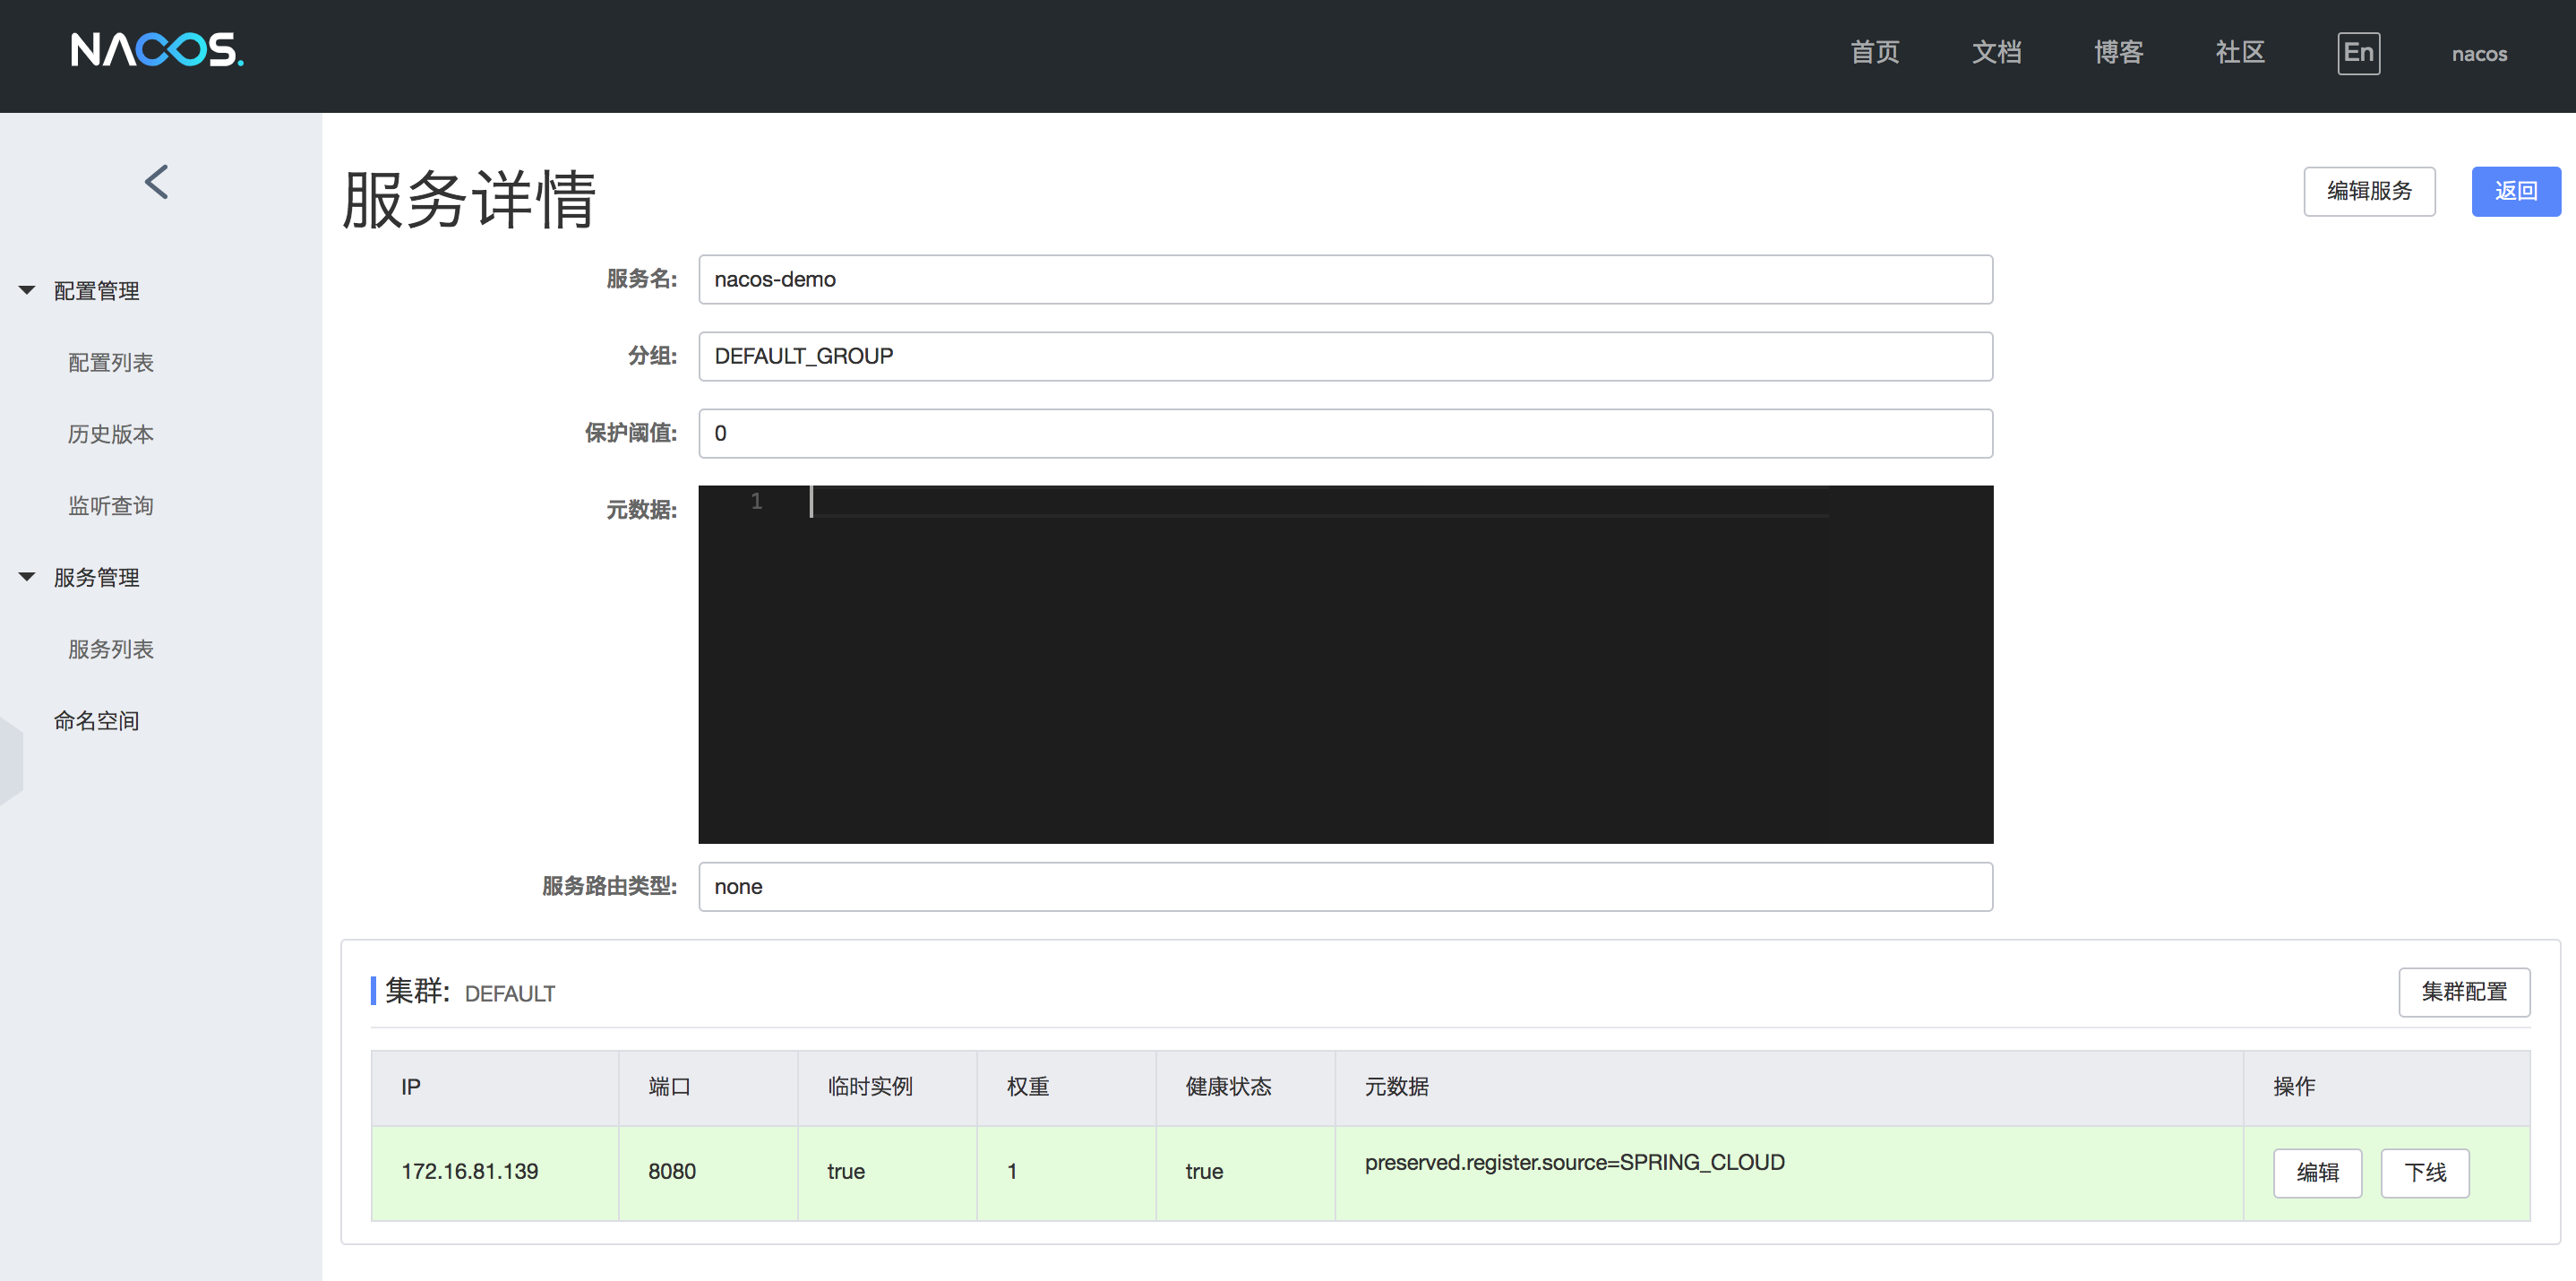 NACOS.
首页 文档 博客 社区 En nacos
服务详情
编辑服务 返回
配置管理
配置列表
历史版本
监听查询
服务管理
服务列表
命名空间
服务名: nacos-demo
分组: DEFAULT_GROUP
保护阈值: 0
元数据: 1
服务路由类型: none
集群: DEFAULT 集群配置
IP 端口 临时实例 权重 健康状态 元数据 操作
172.16.81.139 8080 true 1 true preserved.register.source=SPRING_CLOUD 编辑 下线